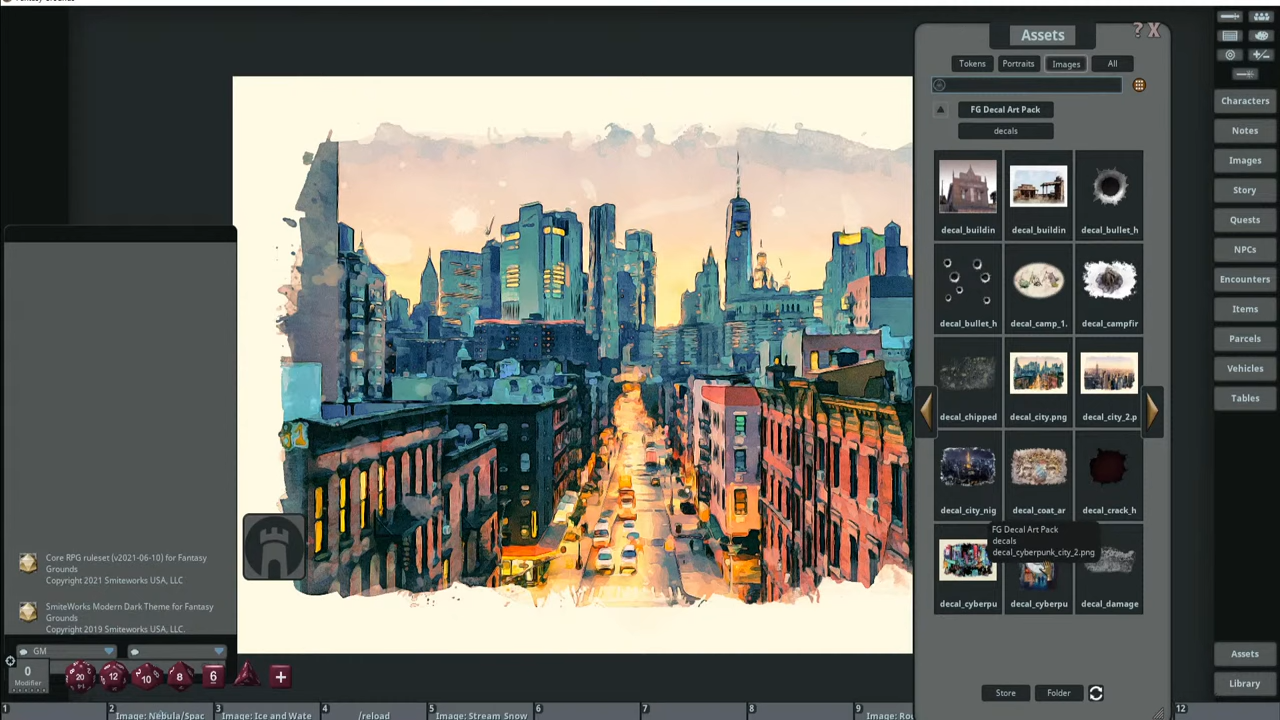 Fantasy Grounds
Assets
? X
Tokens
Portraits
Images
All
FG Decal Art Pack
decals
decal_buildin
decal_buildin
decal_bullet_h
decal_bullet_h
decal_camp_1.
decal_campfir
decal_chipped
decal_city.png
decal_city_2.p
decal_city_nig
decal_coat_ar
decal_crack_h
FG Decal Art Pack
decals
decal_cyberpunk_city_2.png
decal_cyberpu
decal_cyberpu
decal_damage
Store
Folder
Characters
Notes
Images
Story
Quests
NPCs
Encounters
Items
Parcels
Vehicles
Tables
Assets
Library
Core RPG ruleset (v2021-06-10) for Fantasy
Grounds
Copyright 2021 Smiteworks USA, LLC
SmiteWorks Modern Dark Theme for Fantasy
Grounds
Copyright 2019 Smiteworks USA, LLC.
GM
0
Modifier
20
12
10
8
6
+
1
2
Image: Nebula/Spac
3
Image: Ice and Wate
4
/reload
5
Image: Stream Snow
6
7
8
9
Image: Roc
12